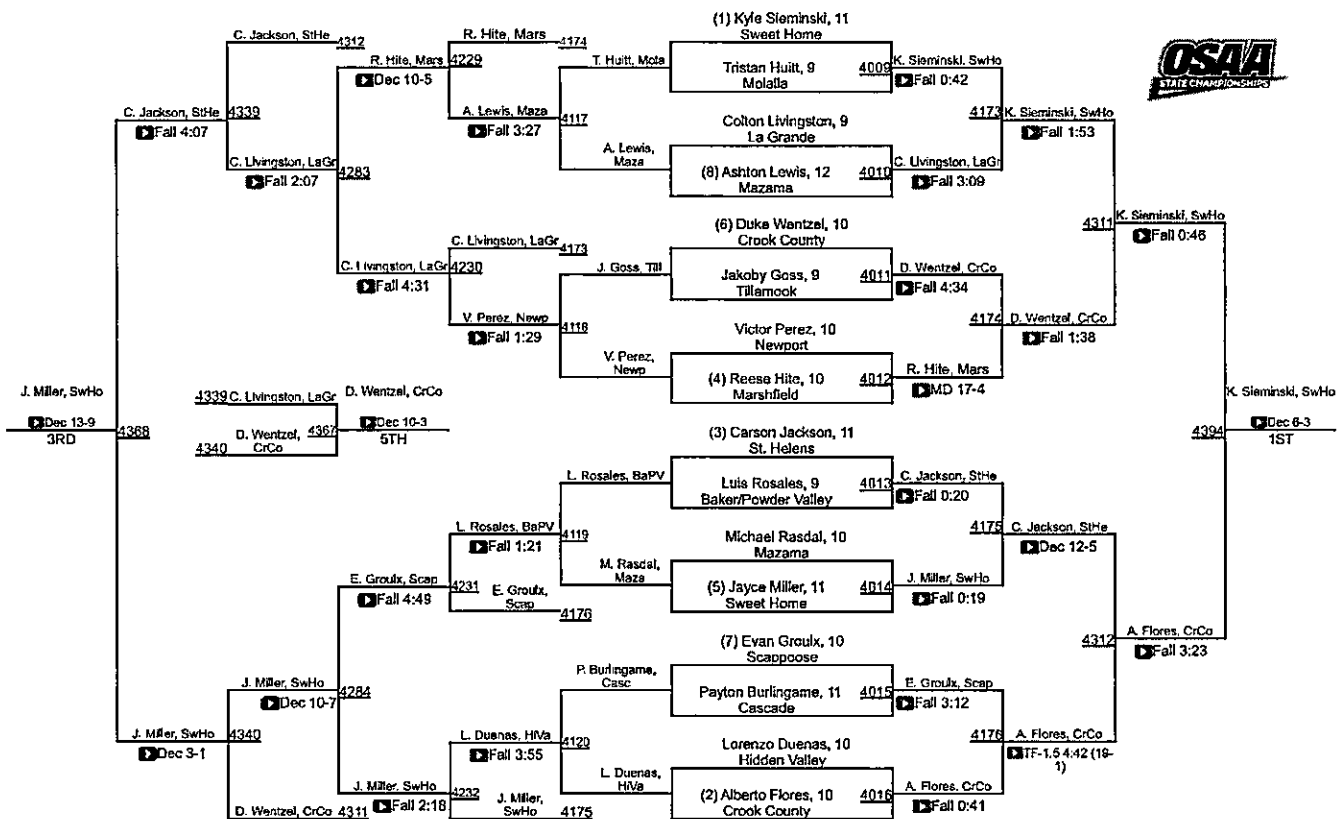 OSAA
STATE CHAMPIONSHIPS
(1) Kyle Sieminski, 11
Sweet Home
Tristan Huitt, 9
Molalla
4009
K. Sieminski, SwHo
Fall 0:42
Colton Livingston, 9
La Grande
(8) Ashton Lewis, 12
Mazama
4010
C. Livingston, LaGr
Fall 3:09
4173
K. Sieminski, SwHo
Fall 1:53
(6) Duke Wentzel, 10
Crook County
Jakoby Goss, 9
Tillamook
4011
D. Wentzel, CrCo
Fall 4:34
Victor Perez, 10
Newport
(4) Reese Hite, 10
Marshfield
4012
R. Hite, Mars
MD 17-4
4174
D. Wentzel, CrCo
Fall 1:38
4311
K. Sieminski, SwHo
Fall 0:46
(3) Carson Jackson, 11
St. Helens
Luis Rosales, 9
Baker/Powder Valley
4013
C. Jackson, StHe
Fall 0:20
Michael Rasdal, 10
Mazama
(5) Jayce Miller, 11
Sweet Home
4014
J. Miller, SwHo
Fall 0:19
4175
C. Jackson, StHe
Dec 12-5
(7) Evan Groulx, 10
Scappoose
Payton Burlingame, 11
Cascade
4015
E. Groulx, Scap
Fall 3:12
Lorenzo Duenas, 10
Hidden Valley
(2) Alberto Flores, 10
Crook County
4016
A. Flores, CrCo
Fall 0:41
4176
A. Flores, CrCo
TF-1.5 4:42 (19-
1)
4312
A. Flores, CrCo
Fall 3:23
4394
K. Sieminski, SwHo
Dec 6-3
1ST
C. Jackson, StHe
4312
R. Hite, Mars
4174
T. Huitt, Mola
A. Lewis,
Maza
4117
A. Lewis, Maza
Fall 3:27
4229
R. Hite, Mars
Dec 10-5
C. Livingston, LaGr
4173
J. Goss, Till
V. Perez,
Newp
4118
V. Perez, Newp
Fall 1:29
4230
C. Livingston, LaGr
Fall 4:31
4283
C. Livingston, LaGr
Fall 2:07
4339
C. Jackson, StHe
Fall 4:07
J. Miller, SwHo
Dec 13-9
3RD
4368
4339 C. Livingston, LaGr
4340
D. Wentzel,
CrCo
4367
D. Wentzel, CrCo
Dec 10-3
5TH
L. Rosales, BaPV
M. Rasdal,
Maza
4119
L. Rosales, BaPV
Fall 1:21
E. Groulx,
Scap
4176
4231
E. Groulx, Scap
Fall 4:49
P. Burlingame,
Casc
L. Duenas,
HiVa
4120
L. Duenas, HiVa
Fall 3:55
J. Miller,
SwHo
4175
4232
J. Miller, SwHo
Fall 2:18
4284
J. Miller, SwHo
Dec 10-7
D. Wentzel, CrCo 4311
4340
J. Miller, SwHo
Dec 3-1